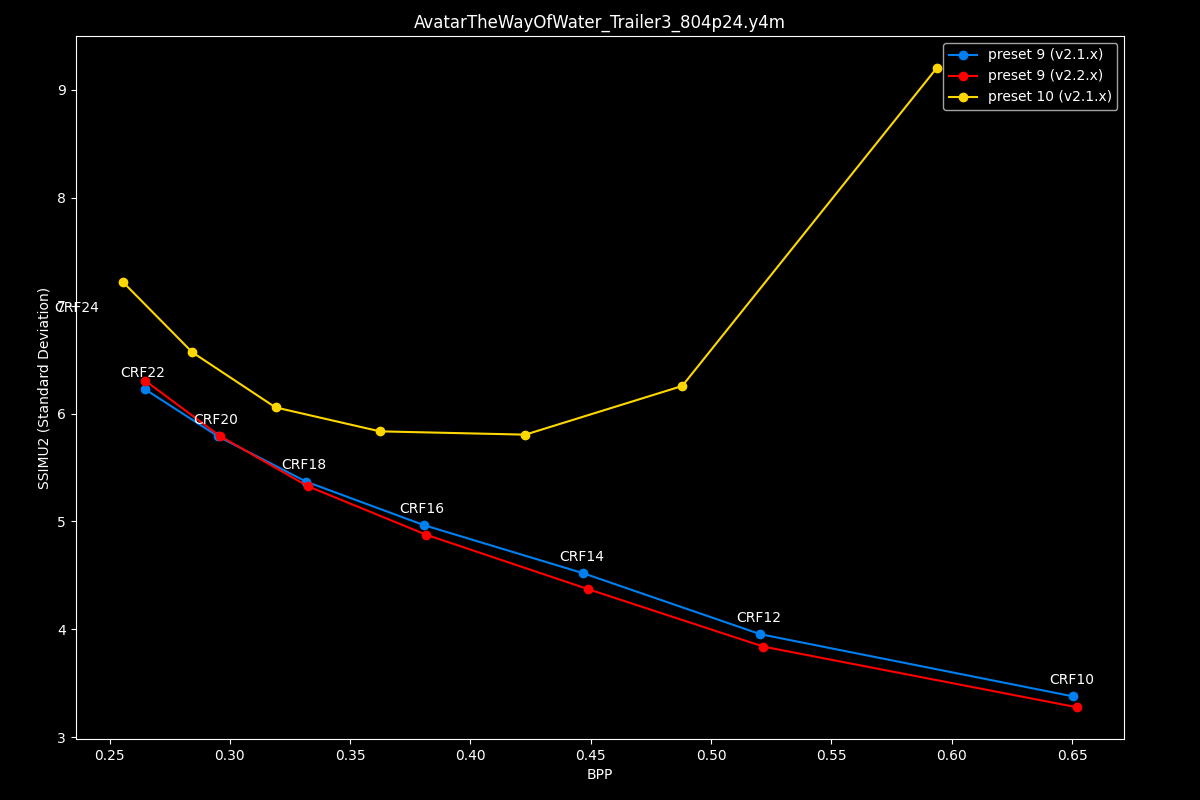 AvatarTheWayOfWater_Trailer3_804p24.y4m
preset 9 (v2.1.x)
preset 9 (v2.2.x)
preset 10 (v2.1.x)
9
8
7
6
5
4
3
SSIMU2 (Standard Deviation)
CRF24
CRF22
CRF20
CRF18
CRF16
CRF14
CRF12
CRF10
0.25 0.30 0.35 0.40 0.45 0.50 0.55 0.60 0.65
BPP